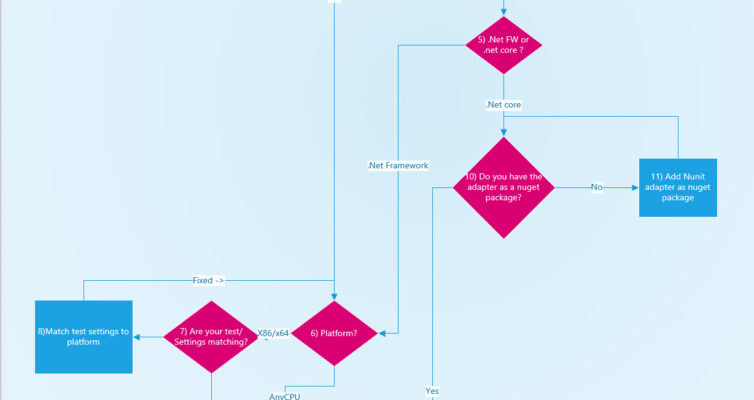 5) .Net FW or
.net core ?
.Net core
.Net Framework
10) Do you have the
adapter as a nuget
package?
No
11) Add Nunit
adapter as nuget
package
Fixed ->
8)Match test settings to
platform
7) Are your test/
Settings matching?
X86/x64
6) Platform?
AnyCPU
Yes